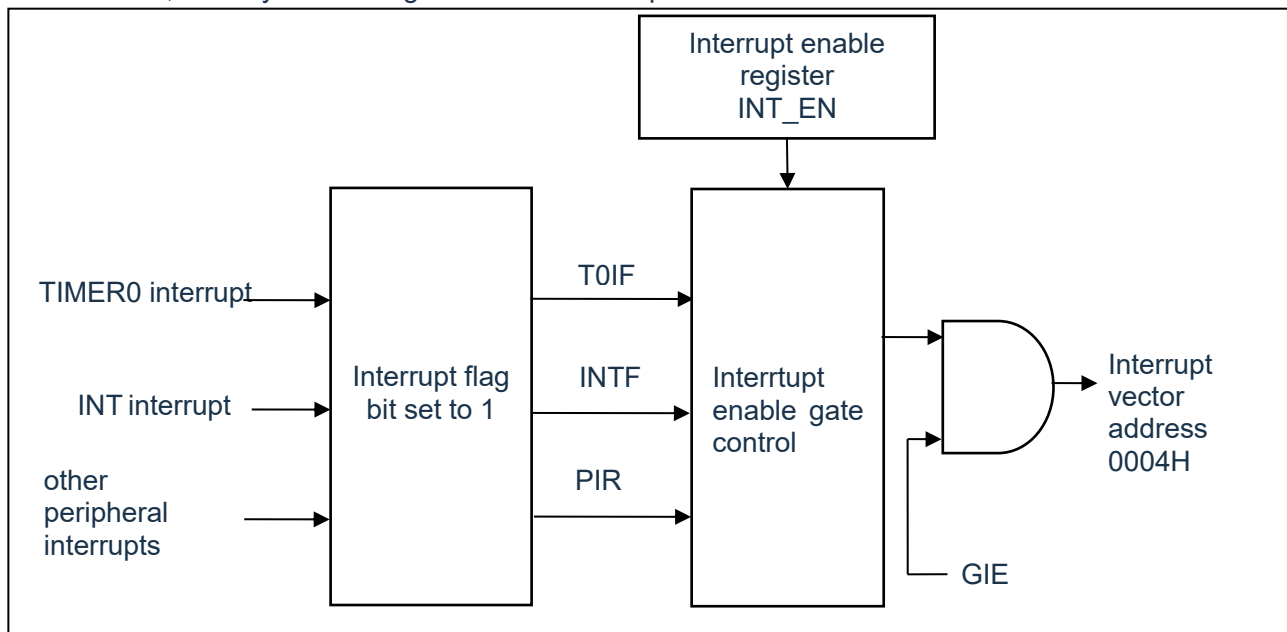 Interrupt enable
register
INT_EN
TIMER0 interrupt
INT interrupt
other
peripheral
interrupts
Interrupt flag
bit set to 1
T0IF
INTF
PIR
Interrtupt
enable gate
control
Interrupt
vector
address
0004H
GIE